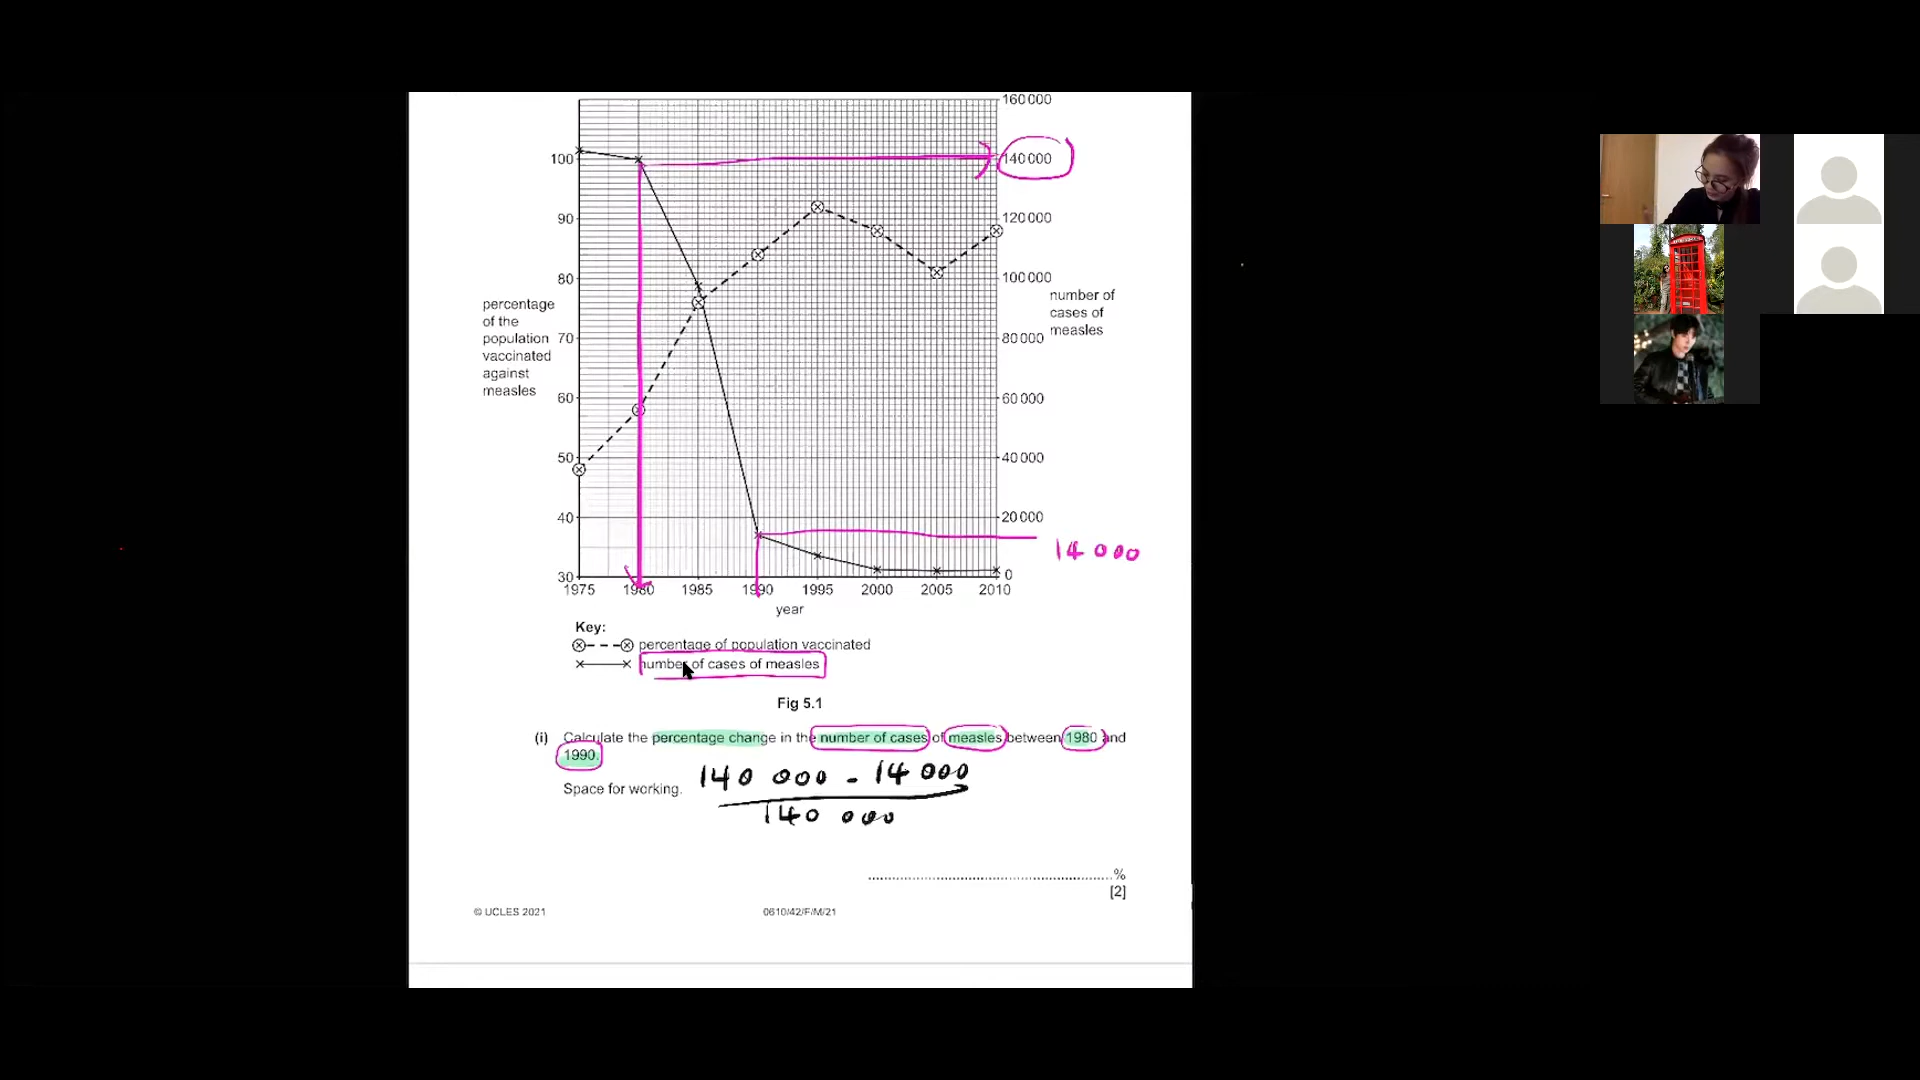 160 000
100
140 000
90
120 000
80
100 000
percentage
of the
population
vaccinated
against
measles
number of
cases of
measles
70
80 000
60
60 000
50
40 000
40
20 000
14 000
30
0
1975 1980 1985 1990 1995 2000 2005 2010
year
Key:
percentage of population vaccinated
number of cases of measles
Fig 5.1
(i) Calculate the percentage change in the number of cases of measles between 1980 and
1990.
140 000 - 14 000
Space for working.
140 000
%
[2]
© UCLES 2021 0610/42/F/M/21